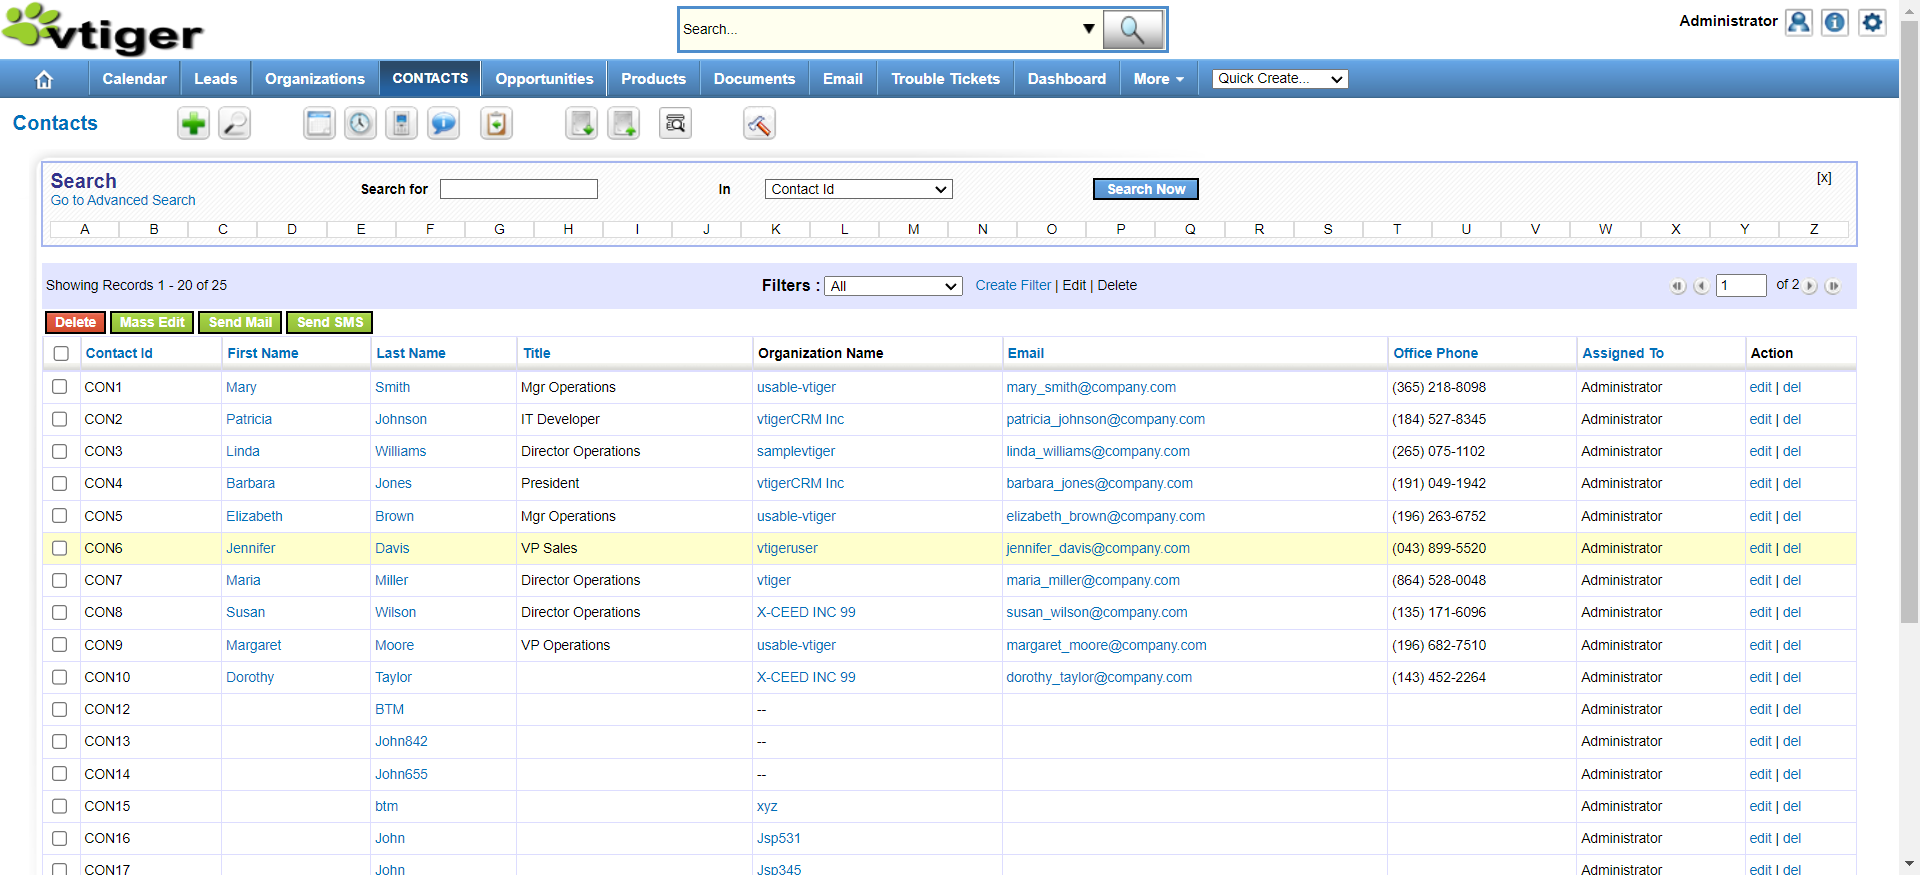 vtiger
Search...
Administrator
Calendar Leads Organizations CONTACTS Opportunities Products Documents Email Trouble Tickets Dashboard More Quick Create...
Contacts
Search
Go to Advanced Search
Search for In Contact Id Search Now [x]
A B C D E F G H I J K L M N O P Q R S T U V W X Y Z
Showing Records 1 - 20 of 25 Filters : All Create Filter | Edit | Delete 1 of 2
Delete Mass Edit Send Mail Send SMS
Contact Id First Name Last Name Title Organization Name Email Office Phone Assigned To Action
CON1 Mary Smith Mgr Operations usable-vtiger mary_smith@company.com (365) 218-8098 Administrator edit | del
CON2 Patricia Johnson IT Developer vtigerCRM Inc patricia_johnson@company.com (184) 527-8345 Administrator edit | del
CON3 Linda Williams Director Operations samplevtiger linda_williams@company.com (265) 075-1102 Administrator edit | del
CON4 Barbara Jones President vtigerCRM Inc barbara_jones@company.com (191) 049-1942 Administrator edit | del
CON5 Elizabeth Brown Mgr Operations usable-vtiger elizabeth_brown@company.com (196) 263-6752 Administrator edit | del
CON6 Jennifer Davis VP Sales vtigeruser jennifer_davis@company.com (043) 899-5520 Administrator edit | del
CON7 Maria Miller Director Operations vtiger maria_miller@company.com (864) 528-0048 Administrator edit | del
CON8 Susan Wilson Director Operations X-CEED INC 99 susan_wilson@company.com (135) 171-6096 Administrator edit | del
CON9 Margaret Moore VP Operations usable-vtiger margaret_moore@company.com (196) 682-7510 Administrator edit | del
CON10 Dorothy Taylor X-CEED INC 99 dorothy_taylor@company.com (143) 452-2264 Administrator edit | del
CON12 BTM -- Administrator edit | del
CON13 John842 -- Administrator edit | del
CON14 John655 -- Administrator edit | del
CON15 btm xyz Administrator edit | del
CON16 John Jsp531 Administrator edit | del
CON17 John Jsp345 Administrator edit | del